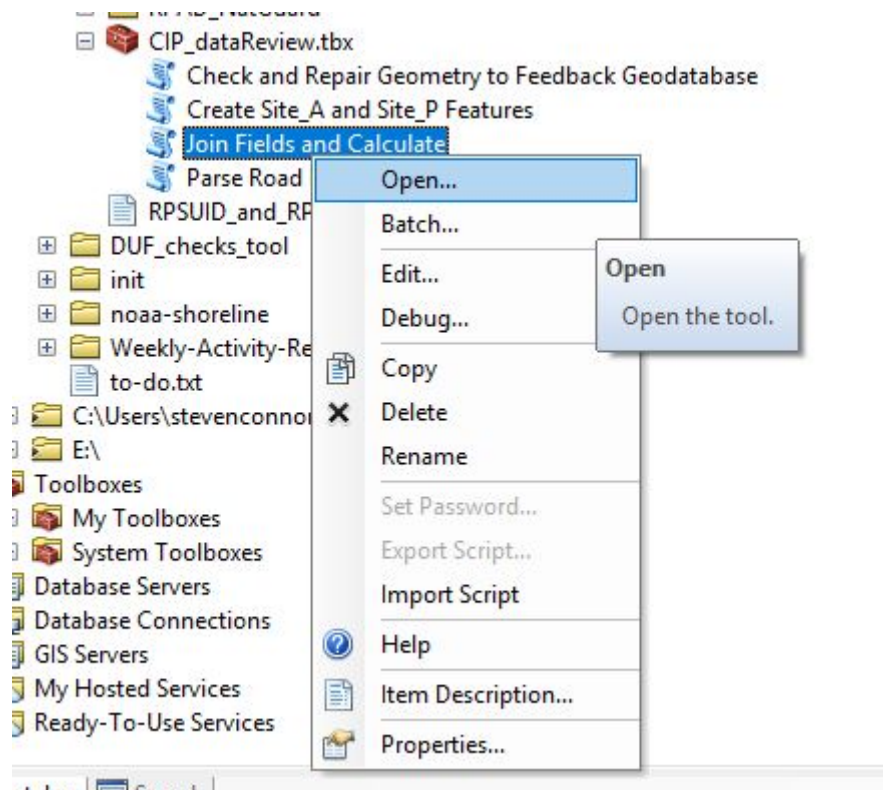 CIP_dataReview.tbx
Check and Repair Geometry to Feedback Geodatabase
Create Site_A and Site_P Features
Join Fields and Calculate
Parse Road
Open...
RPSUID_and_RP
Batch...
DUF_checks_tool
Open
init
Edit...
Open the tool.
noaa-shoreline
Debug...
Weekly-Activity-Re
Copy
to-do.txt
C:\Users\stevenconnor
Delete
E:\
Rename
Toolboxes
Set Password...
My Toolboxes
System Toolboxes
Export Script...
Database Servers
Import Script
Database Connections
GIS Servers
Help
My Hosted Services
Item Description...
Ready-To-Use Services
Properties...